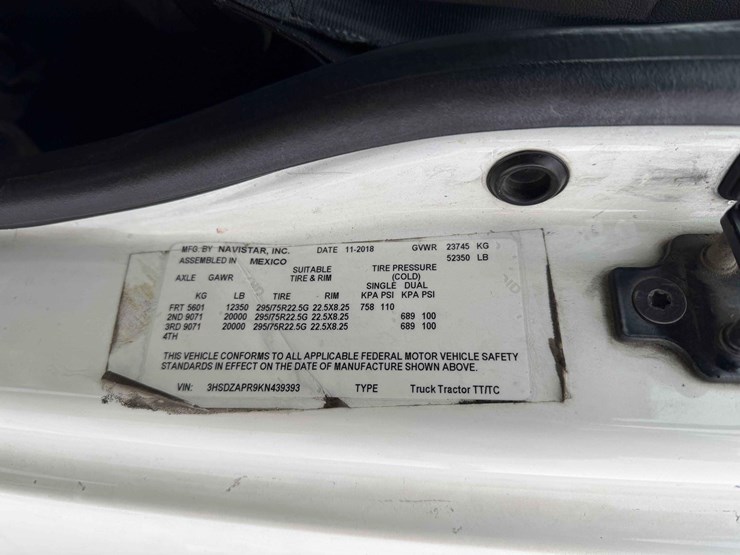 MFG. BY NAVISTAR, INC. DATE 11-2018 GVWR 23745 KG
ASSEMBLED IN MEXICO 52350 LB
SUITABLE TIRE PRESSURE
AXLE GAWR TIRE & RIM (COLD)
SINGLE DUAL
KG LB TIRE RIM KPA PSI KPA PSI
FRT 5601 12350 295/75R22.5G 22.5X8.25 758 110
2ND 9071 20000 295/75R22.5G 22.5X8.25 689 100
3RD 9071 20000 295/75R22.5G 22.5X8.25 689 100
4TH
THIS VEHICLE CONFORMS TO ALL APPLICABLE FEDERAL MOTOR VEHICLE SAFETY
STANDARDS IN EFFECT ON THE DATE OF MANUFACTURE SHOWN ABOVE.
VIN: 3HSDZAPR9KN439393 TYPE Truck Tractor TT/TC